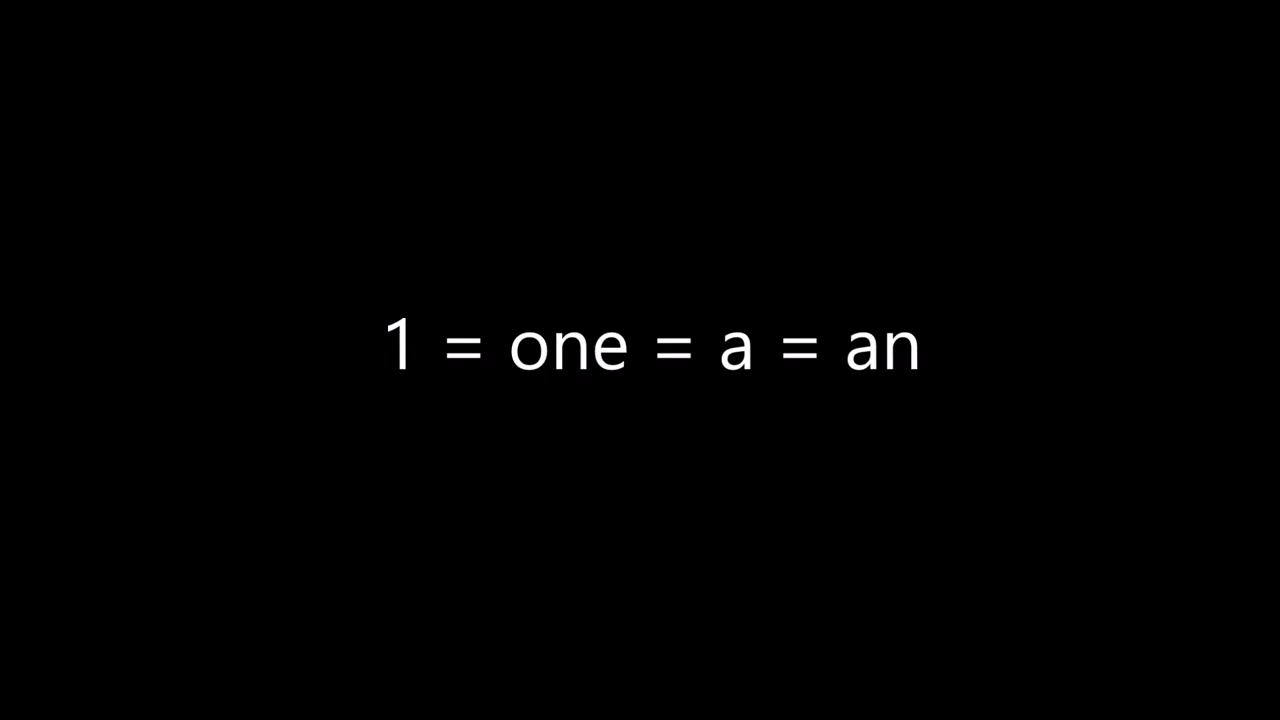 1 = one = a = an